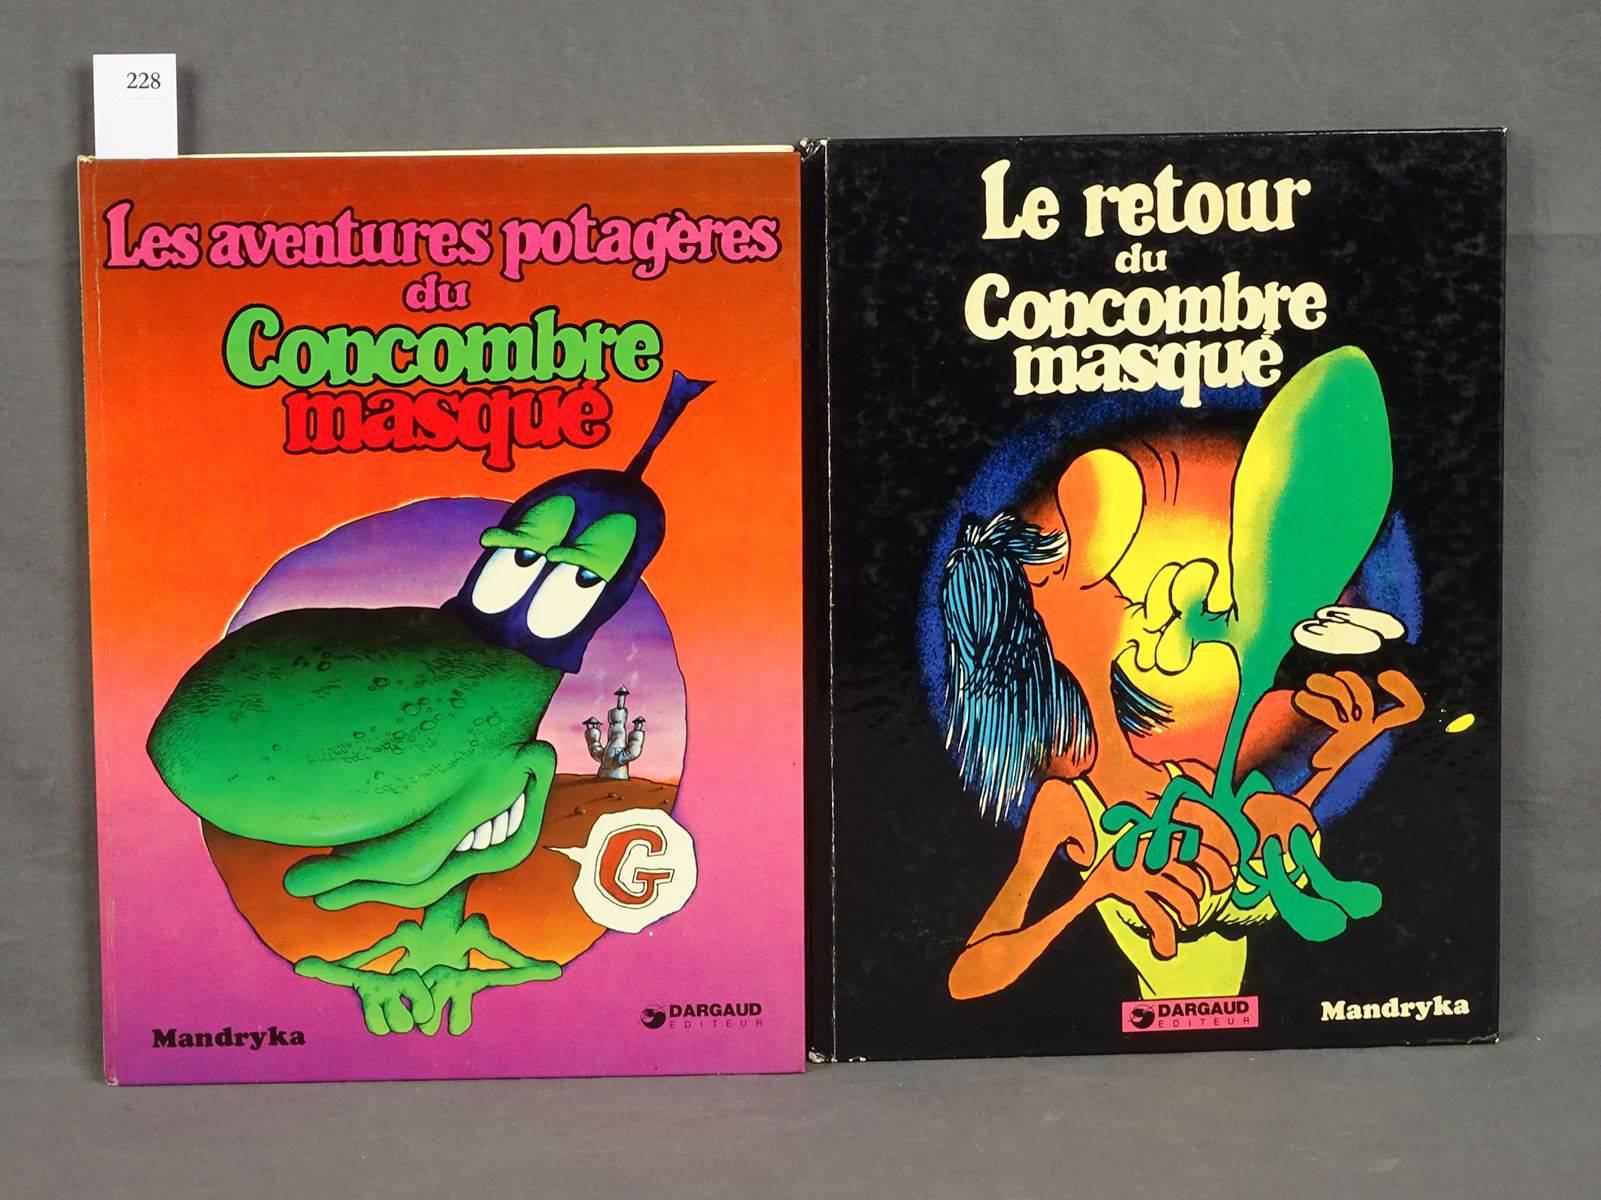 228
Les aventures potagères
du
Concombre
masqué
G
DARGAUD
EDITEUR
Mandryka
Le retour
du
Concombre
masqué
DARGAUD
EDITEUR
Mandryka